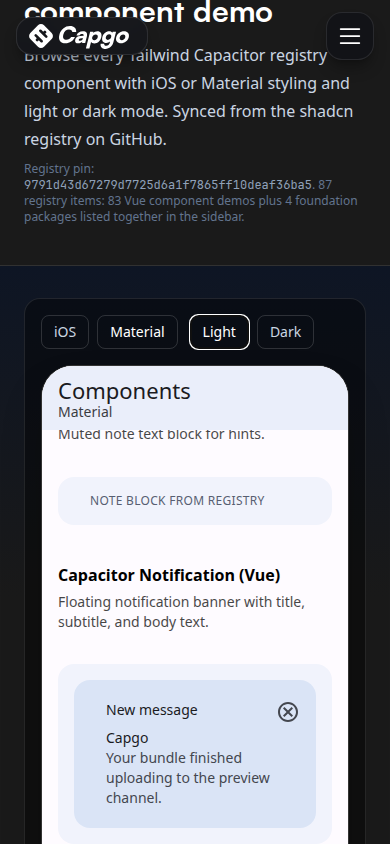 component demo
Capgo
Browse every Tailwind Capacitor registry
component with iOS or Material styling and
light or dark mode. Synced from the shadcn
registry on GitHub.
Registry pin:
9791d43d67279d7725d6a1f7865ff10deaf36ba5. 87
registry items: 83 Vue component demos plus 4 foundation
packages listed together in the sidebar.
iOS
Material
Light
Dark
Components
Material
Muted note text block for hints.
NOTE BLOCK FROM REGISTRY
Capacitor Notification (Vue)
Floating notification banner with title,
subtitle, and body text.
New message
Capgo
Your bundle finished
uploading to the preview
channel.